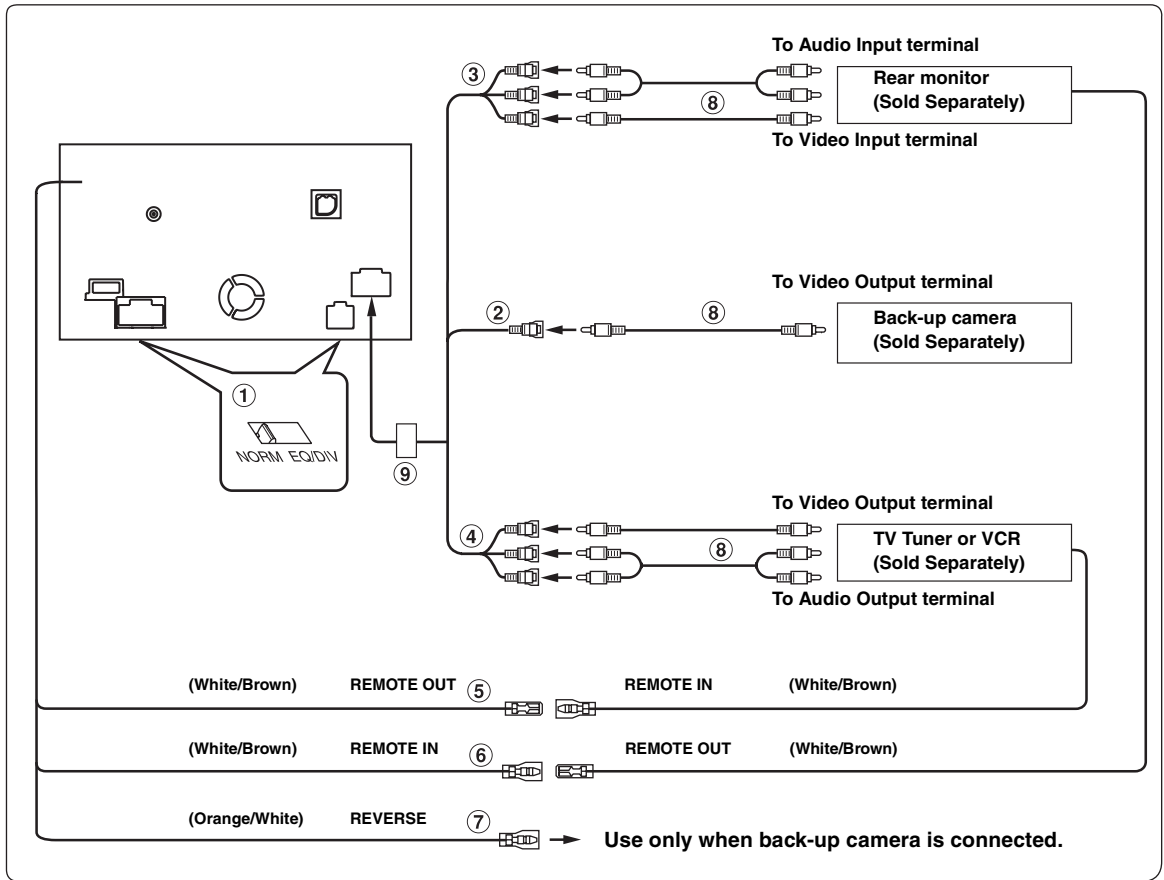 To Audio Input terminal
③
Rear monitor
(Sold Separately)
⑧
To Video Input terminal
To Video Output terminal
②
⑧
Back-up camera
(Sold Separately)
①
NORM EQ/DIV
⑨
To Video Output terminal
④
TV Tuner or VCR
(Sold Separately)
⑧
To Audio Output terminal
(White/Brown) REMOTE OUT ⑤ REMOTE IN (White/Brown)
(White/Brown) REMOTE IN ⑥ REMOTE OUT (White/Brown)
(Orange/White) REVERSE ⑦
Use only when back-up camera is connected.